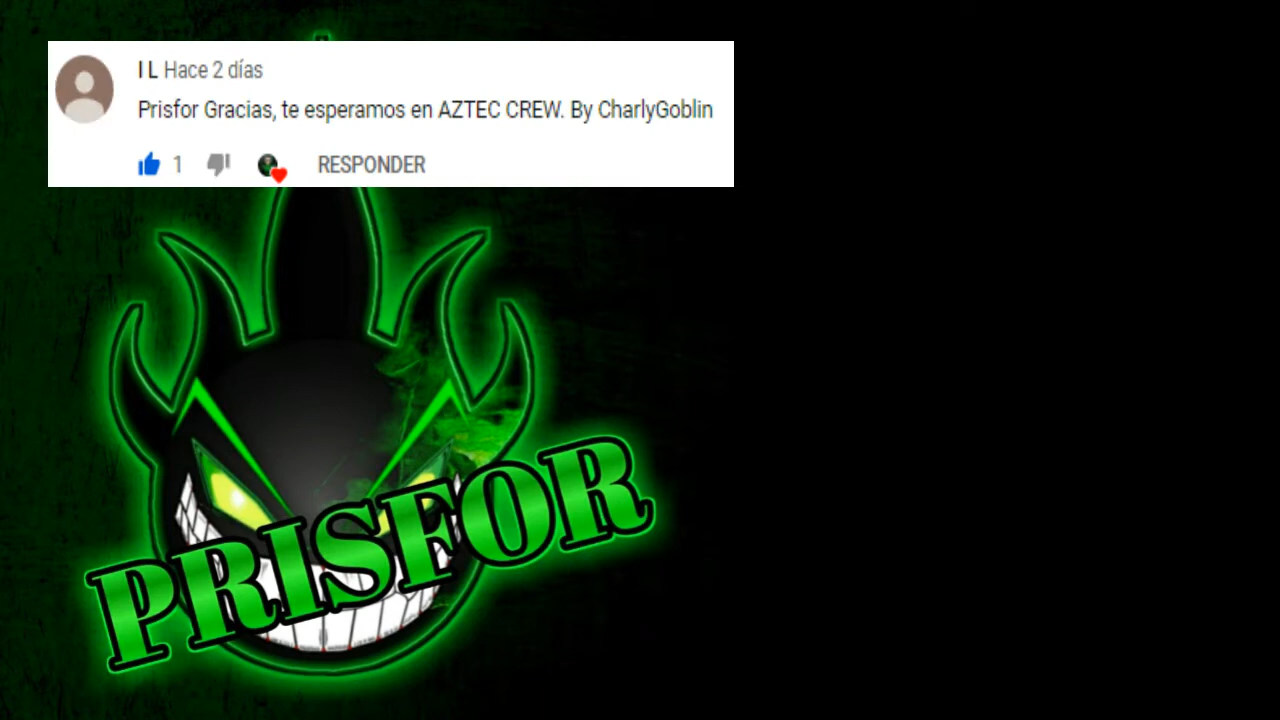 I L Hace 2 días
Prisfor Gracias, te esperamos en AZTEC CREW. By CharlyGoblin
1 RESPONDER
PRISFOR